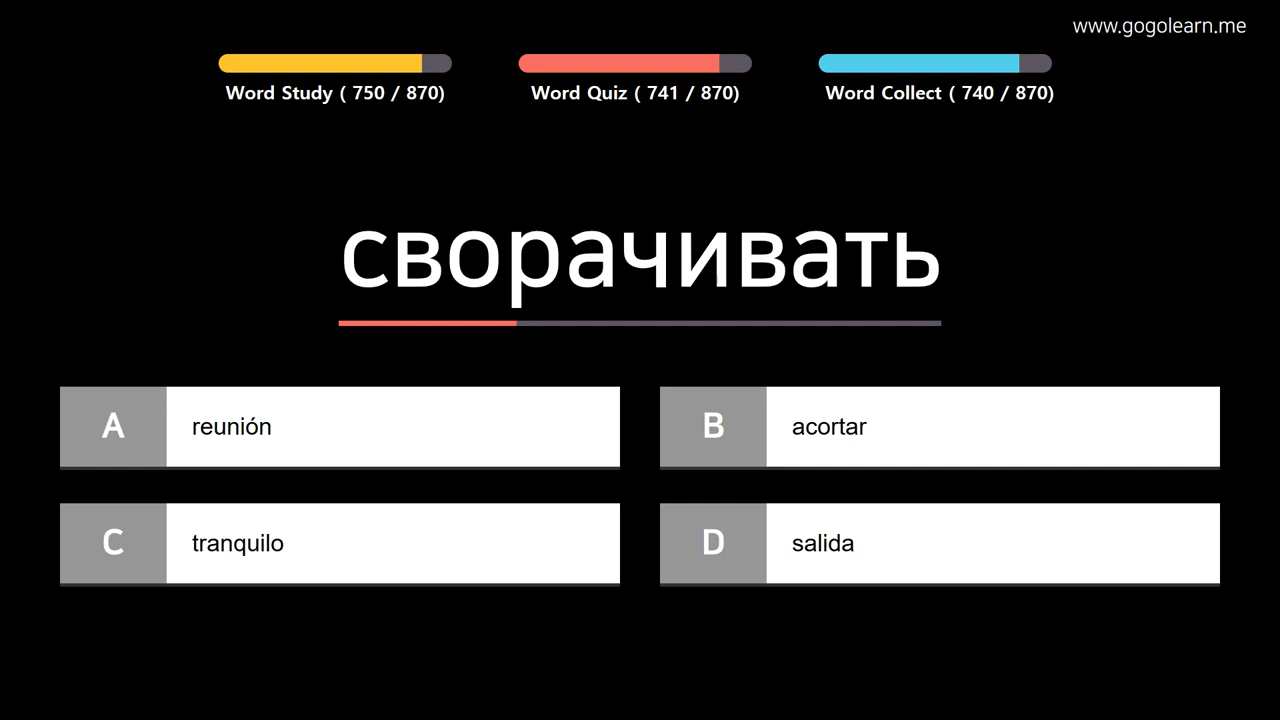 www.gogolearn.me
Word Study ( 750 / 870)
Word Quiz ( 741 / 870)
Word Collect ( 740 / 870)
сворачивать
A
reunión
B
acortar
C
tranquilo
D
salida